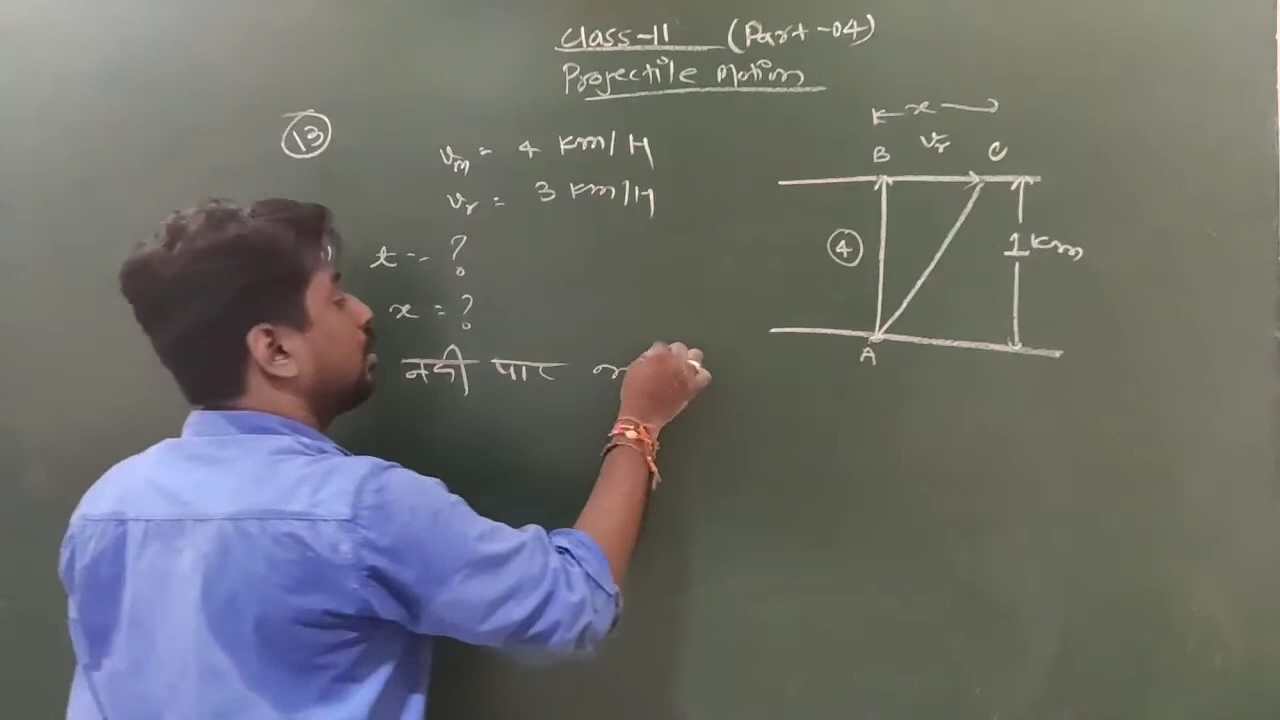 Class-11 (Part-04)
Projectile Motion
13
vm = 4 km/H
vr = 3 km/H
t = ?
x = ?
नदी पार
x
vr
B C
4
1 km
A